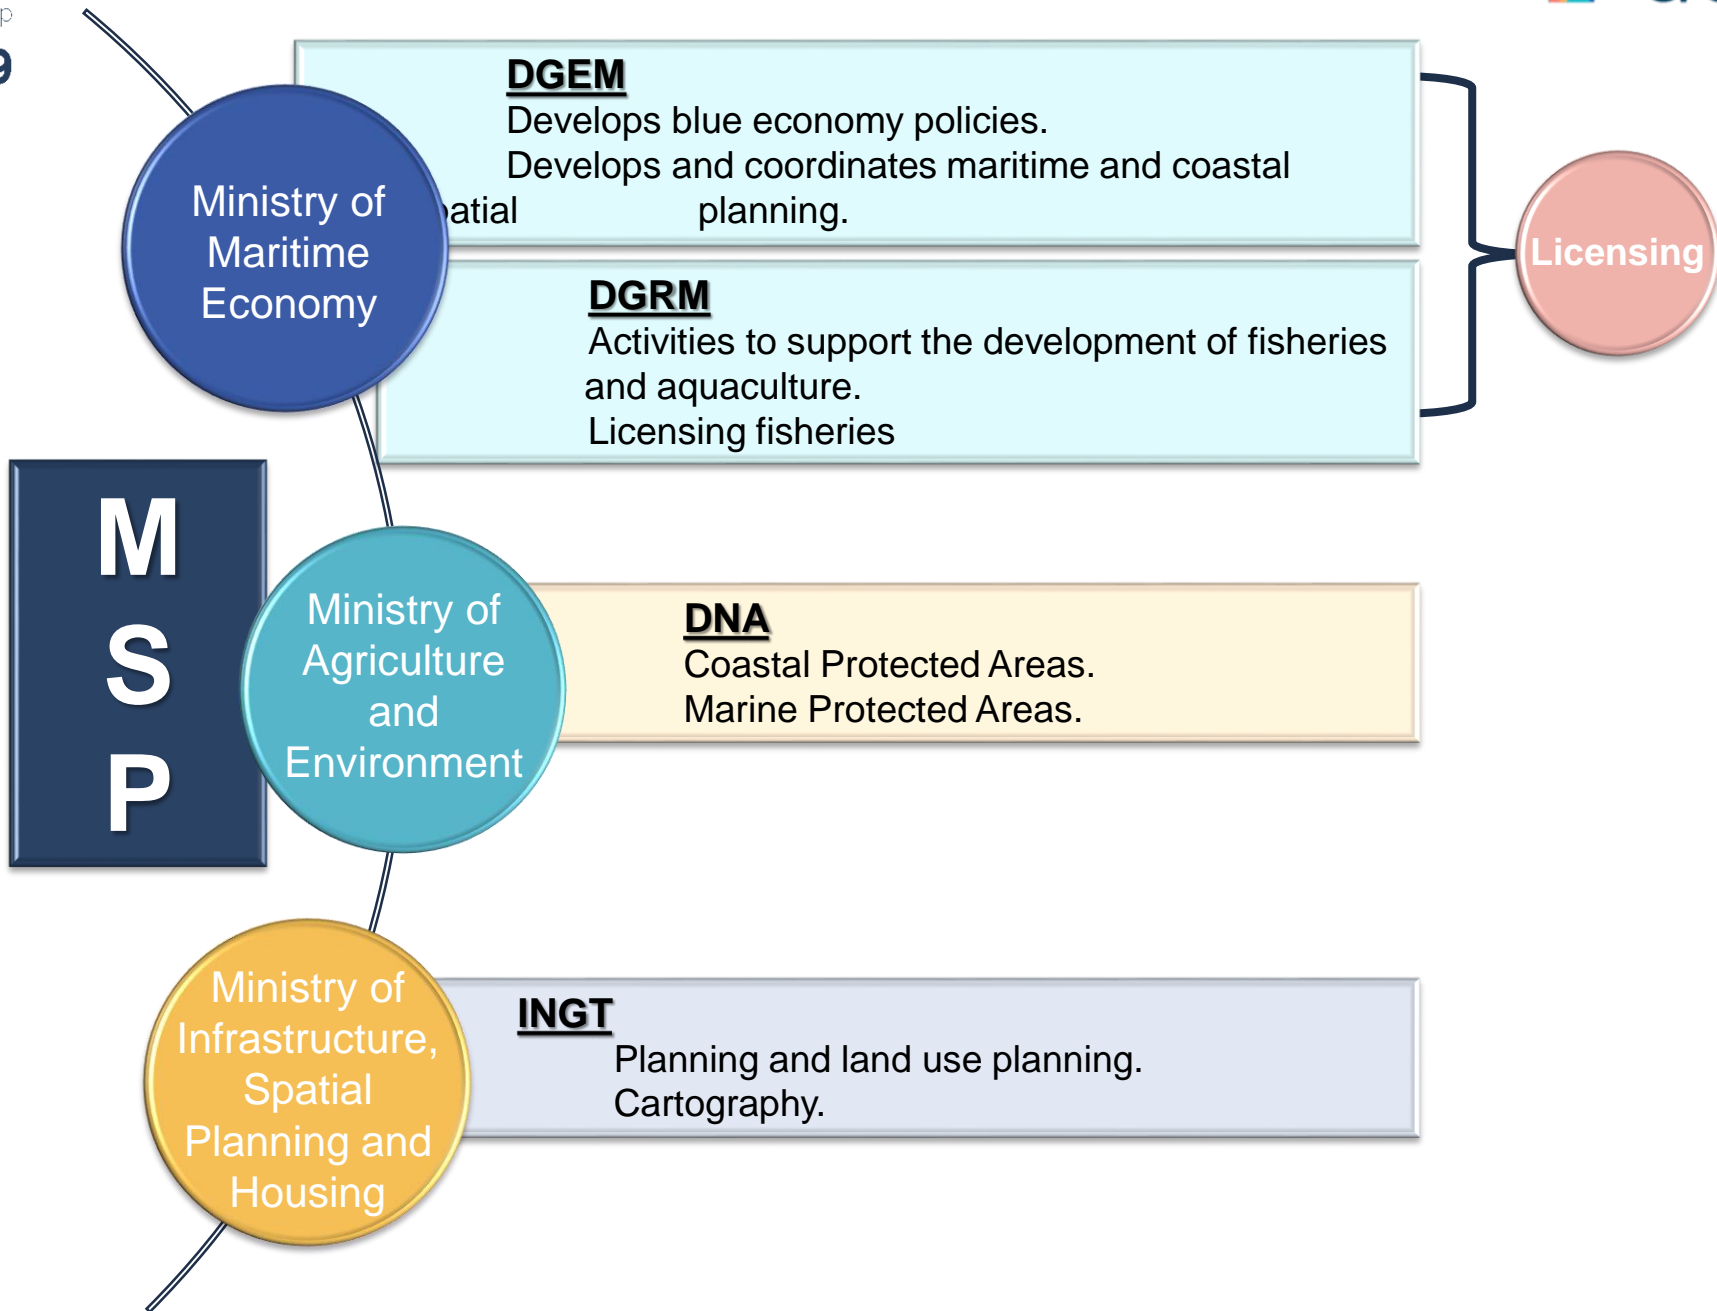 9
DGEM
Develops blue economy policies.
Develops and coordinates maritime and coastal
planning.
Ministry of
Maritime
Economy
DGRM
Activities to support the development of fisheries
and aquaculture.
Licensing fisheries
Licensing
M
S
P
Ministry of
Agriculture
and
Environment
DNA
Coastal Protected Areas.
Marine Protected Areas.
Ministry of
Infrastructure,
Spatial
Planning and
Housing
INGT
Planning and land use planning.
Cartography.